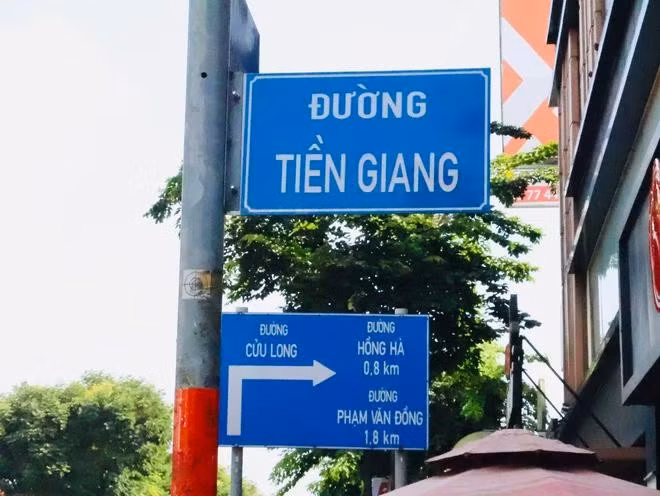 ĐƯỜNG
TIỀN GIANG
ĐƯỜNG
CỬU LONG
ĐƯỜNG
HỒNG HÀ
0,8 km
ĐƯỜNG
PHẠM VĂN ĐỒNG
1,8 km